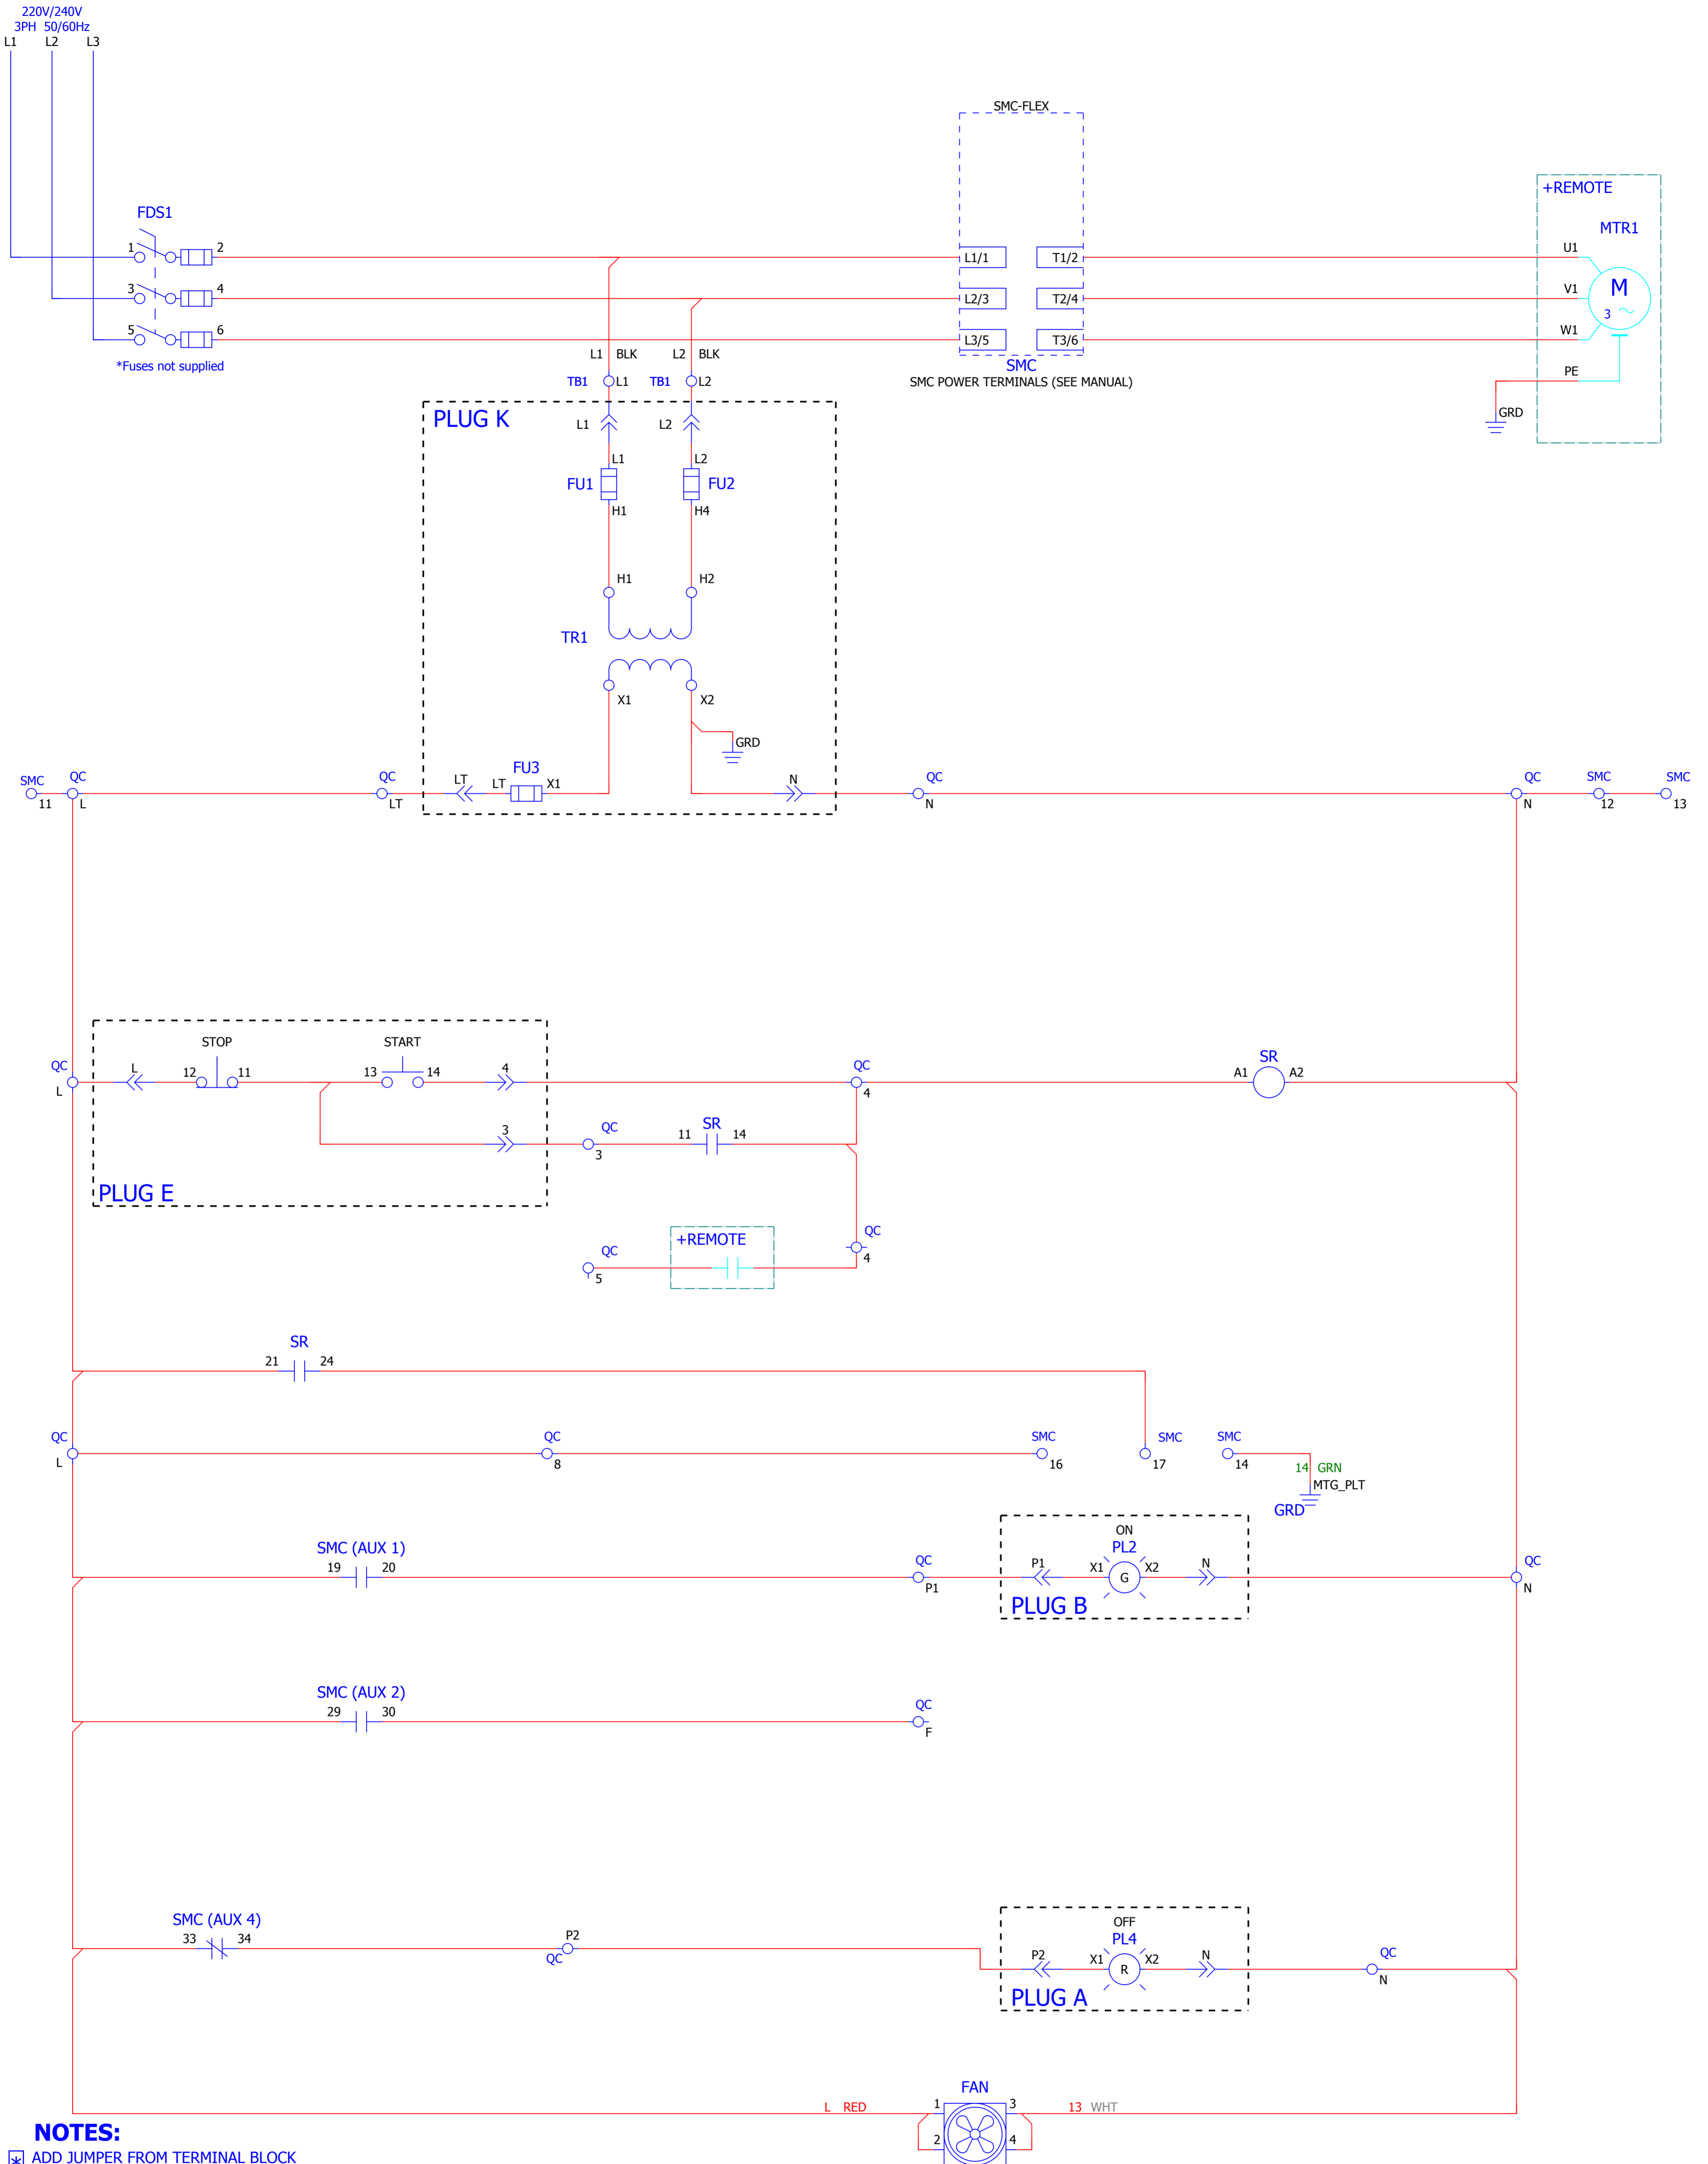 220V/240V
3PH 50/60Hz
L1 L2 L3
SMC-FLEX
+REMOTE
MTR1
FDS1
1 2 L1/1 T1/2 U1
3 4 L2/3 T2/4 V1 M
3
5 6 L3/5 T3/6 W1
*Fuses not supplied
L1 BLK L2 BLK
SMC
SMC POWER TERMINALS (SEE MANUAL)
PE
GRD
TB1 L1 TB1 L2
PLUG K
L1 L2
L1 L2
FU1 FU2
H1 H4
H1 H2
TR1
X1 X2
GRD
SMC QC QC LT LT FU3 X1 N QC QC SMC SMC
11 L LT N N 12 13
STOP START
QC L 12 11 13 14 4 QC A1 SR A2
L 4
3 QC 11 SR 14
3
PLUG E
+REMOTE QC
QC 4
5
SR
21 24
QC QC SMC SMC SMC
L 8 16 17 14
14 GRN
MTG_PLT
GRD
SMC (AUX 1) ON
19 20 QC P1 X1 PL2 X2 N QC
P1 G N
PLUG B
SMC (AUX 2)
29 30 QC
F
SMC (AUX 4) OFF
33 34 P2 P2 X1 PL4 X2 N QC
QC R N
PLUG A
FAN
L RED 1 3 13 WHT
2 4
NOTES:
* ADD JUMPER FROM TERMINAL BLOCK